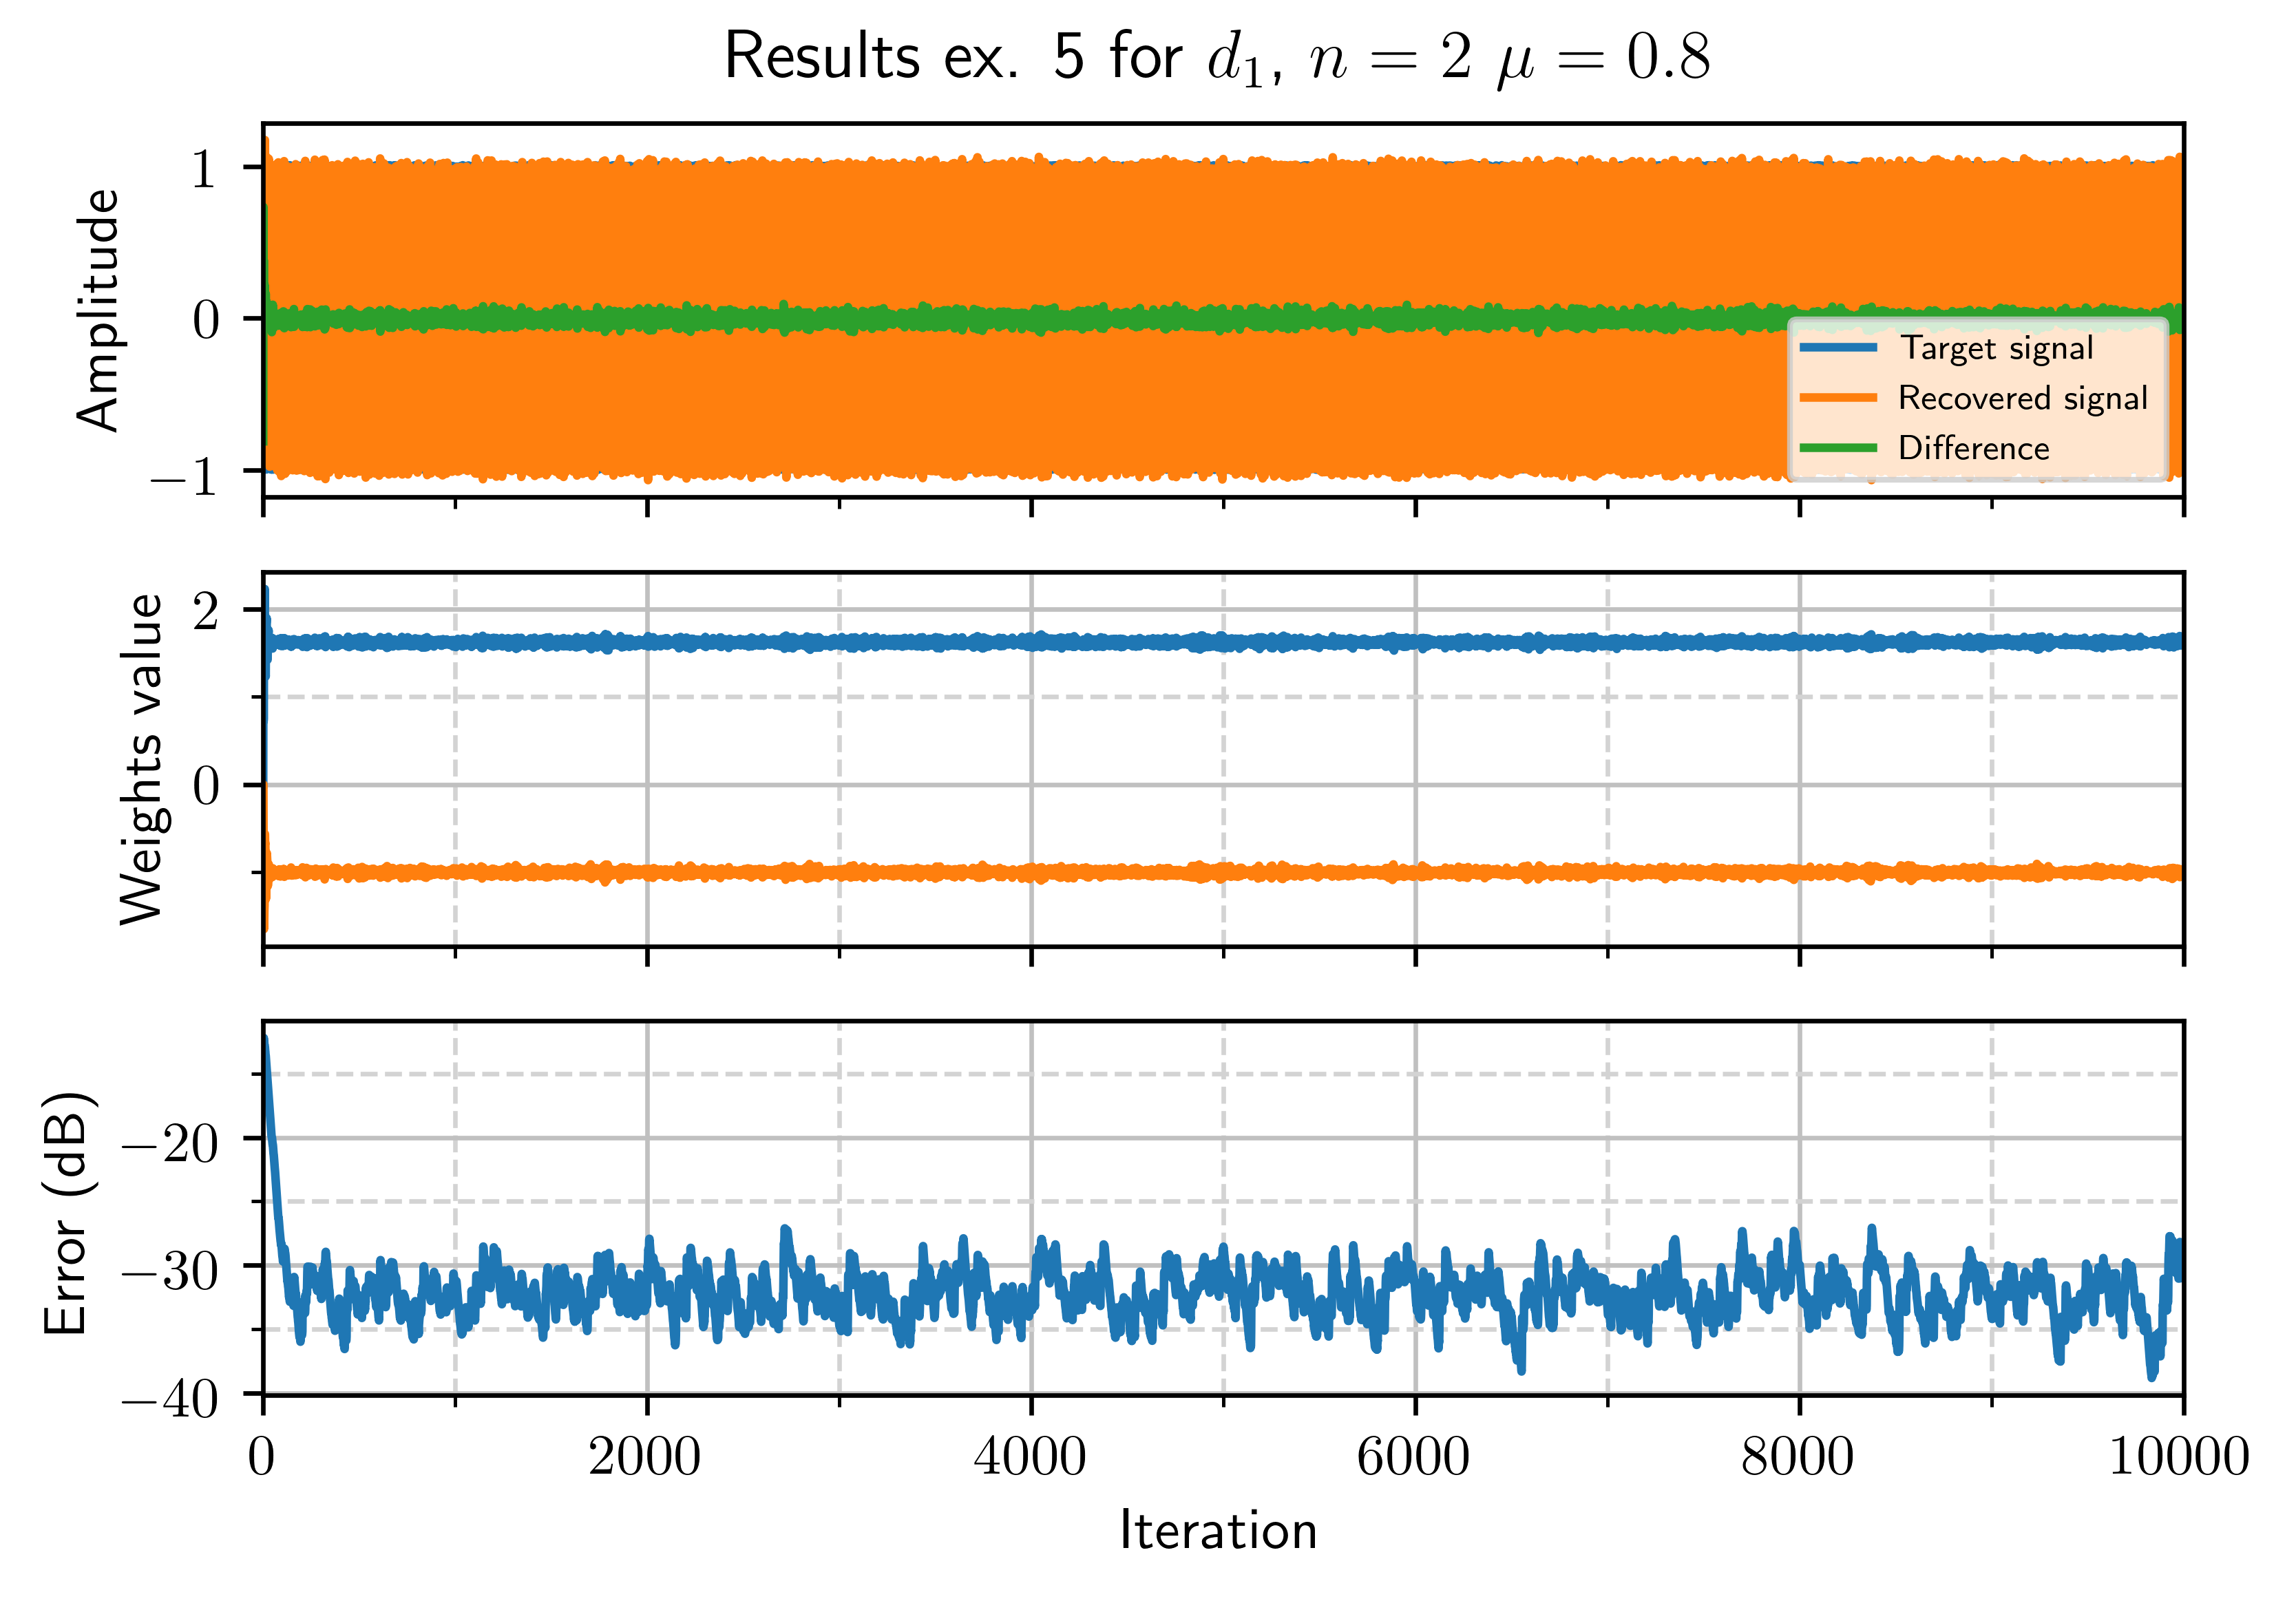 Results ex. 5 for d₁, n = 2 μ = 0.8
Amplitude
1
0
−1
Target signal
Recovered signal
Difference
Weights value
2
0
Error (dB)
−20
−30
−40
0 2000 4000 6000 8000 10000
Iteration